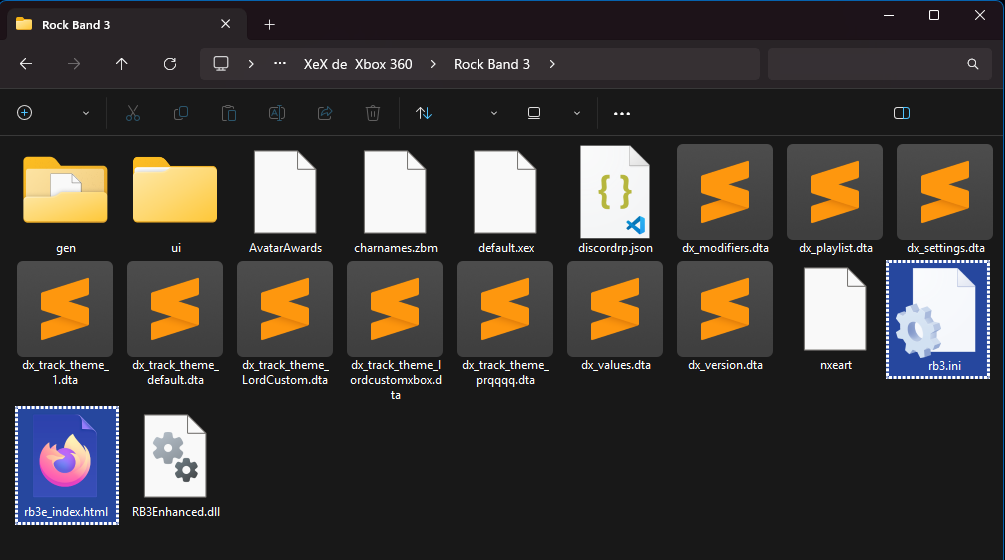 Rock Band 3
XeX de Xbox 360
Rock Band 3
gen
ui
AvatarAwards
charnames.zbm
default.xex
discordrp.json
dx_modifiers.dta
dx_playlist.dta
dx_settings.dta
dx_track_theme_
1.dta
dx_track_theme_
default.dta
dx_track_theme_
LordCustom.dta
dx_track_theme_l
ordcustomxbox.d
ta
dx_track_theme_
prqqqq.dta
dx_values.dta
dx_version.dta
nxeart
rb3.ini
rb3e_index.html
RB3Enhanced.dll